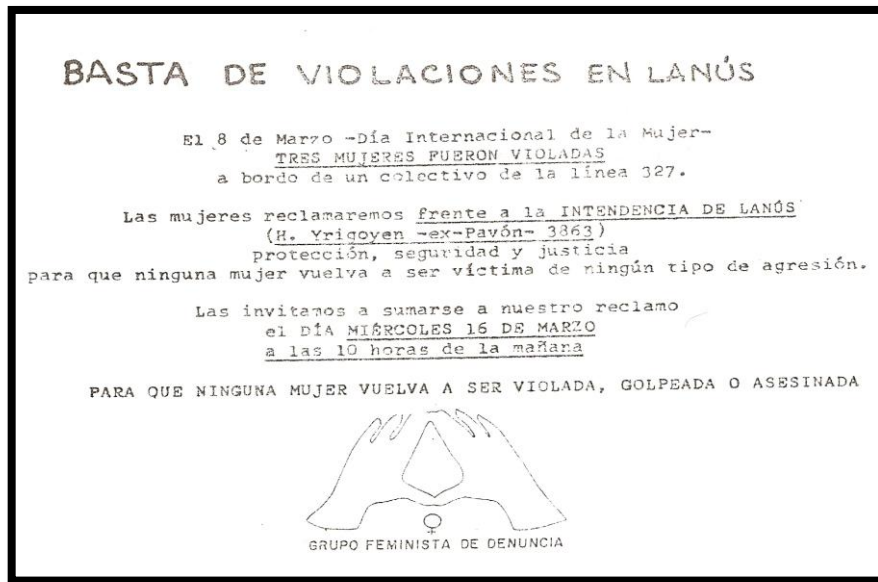 BASTA DE VIOLACIONES EN LANÚS
El 8 de Marzo -Día Internacional de la Mujer-
TRES MUJERES FUERON VIOLADAS
a bordo de un colectivo de la línea 327.
Las mujeres reclamaremos frente a la INTENDENCIA DE LANÚS
(H. Yrigoyen -ex-Pavón- 3863)
protección, seguridad y justicia
para que ninguna mujer vuelva a ser víctima de ningún tipo de agresión.
Las invitamos a sumarse a nuestro reclamo
el DÍA MIÉRCOLES 16 DE MARZO
a las 10 horas de la mañana
PARA QUE NINGUNA MUJER VUELVA A SER VIOLADA, GOLPEADA O ASESINADA
GRUPO FEMINISTA DE DENUNCIA